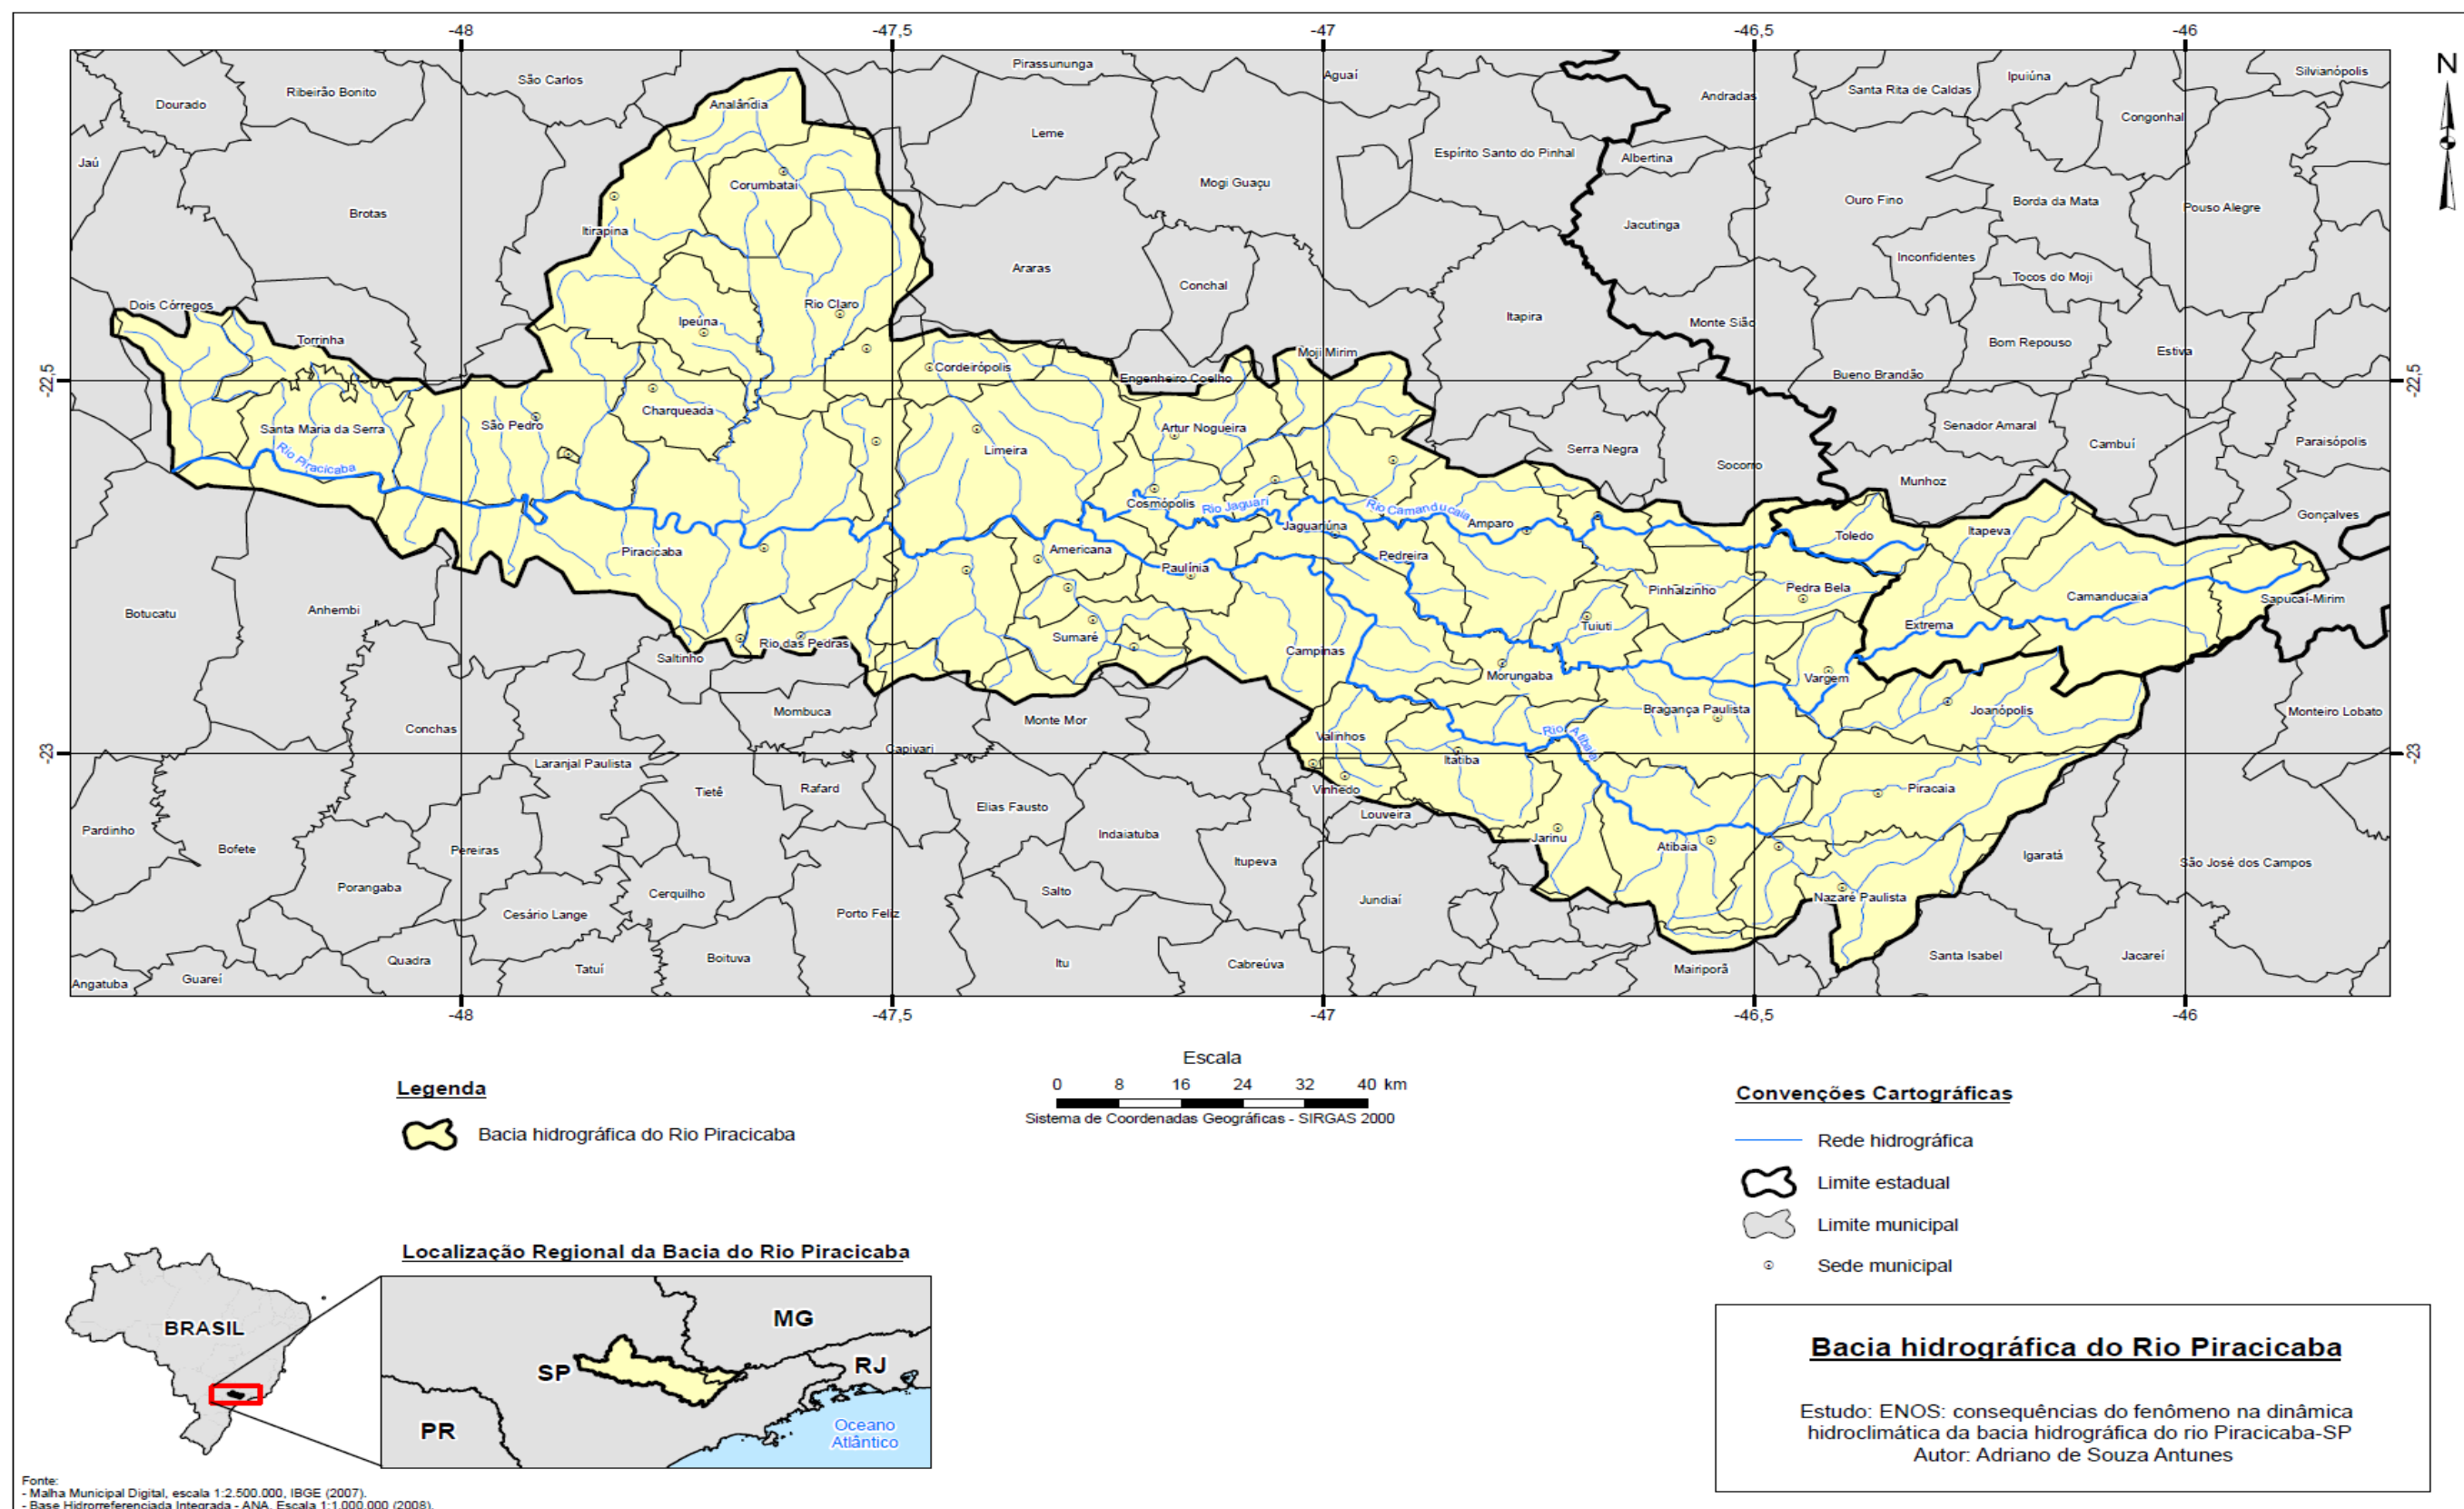 -48
-47,5
-47
-46,5
-46
N
Dourado
Ribeirão Bonito
São Carlos
Analândia
Pirassununga
Aguaí
Andradas
Santa Rita de Caldas
Ipuiúna
Silvianópolis
Congonhal
Jaú
Leme
Espírito Santo do Pinhal
Albertina
Corumbataí
Mogi Guaçu
Brotas
Ouro Fino
Borda da Mata
Pouso Alegre
Itirapina
Jacutinga
Araras
Conchal
Inconfidentes
Tocos do Moji
Dois Córregos
Rio Claro
Ipeúna
Itapira
Monte Sião
Torrinha
Bom Repouso
Estiva
Moji Mirim
Cordeirópolis
Engenheiro Coelho
Bueno Brandão
-22,5
-22,5
Charqueada
São Pedro
Santa Maria da Serra
Artur Nogueira
Senador Amaral
Cambuí
Paraisópolis
Limeira
Serra Negra
Socorro
Rio Piracicaba
Munhoz
Cosmópolis
Rio Jaguari
Rio Camanducaia
Gonçalves
Jaguariúna
Amparo
Toledo
Itapeva
Piracicaba
Americana
Pedreira
Paulínia
Pinhalzinho
Pedra Bela
Camanducaia
Sapucaí-Mirim
Botucatu
Anhembi
Extrema
Tuiuti
Sumaré
Rio das Pedras
Saltinho
Campinas
Morungaba
Vargem
Mombuca
Monte Mor
Bragança Paulista
Joanópolis
Monteiro Lobato
Conchas
Valinhos
Rio Atibaia
-23
-23
Capivari
Laranjal Paulista
Itatiba
Tietê
Rafard
Vinhedo
Piracaia
Elias Fausto
Louveira
Pardinho
Indaiatuba
Jarinu
Bofete
Pereiras
Atibaia
Itupeva
Igaratá
São José dos Campos
Porangaba
Cerquilho
Salto
Jundiaí
Nazaré Paulista
Cesário Lange
Porto Feliz
Quadra
Boituva
Itu
Cabreúva
Tatuí
Mairiporã
Santa Isabel
Jacareí
Guareí
Angatuba
-48
-47,5
-47
-46,5
-46
Legenda
Bacia hidrográfica do Rio Piracicaba
Escala
0 8 16 24 32 40 km
Sistema de Coordenadas Geográficas - SIRGAS 2000
Convenções Cartográficas
Rede hidrográfica
Limite estadual
Limite municipal
Sede municipal
Localização Regional da Bacia do Rio Piracicaba
BRASIL
MG
SP
RJ
PR
Oceano
Atlântico
Bacia hidrográfica do Rio Piracicaba
Estudo: ENOS: consequências do fenômeno na dinâmica
hidroclimática da bacia hidrográfica do rio Piracicaba-SP
Autor: Adriano de Souza Antunes
Fonte:
- Malha Municipal Digital, escala 1:2.500.000, IBGE (2007).
- Base Hidrorreferenciada Integrada - ANA. Escala 1:1.000.000 (2008).